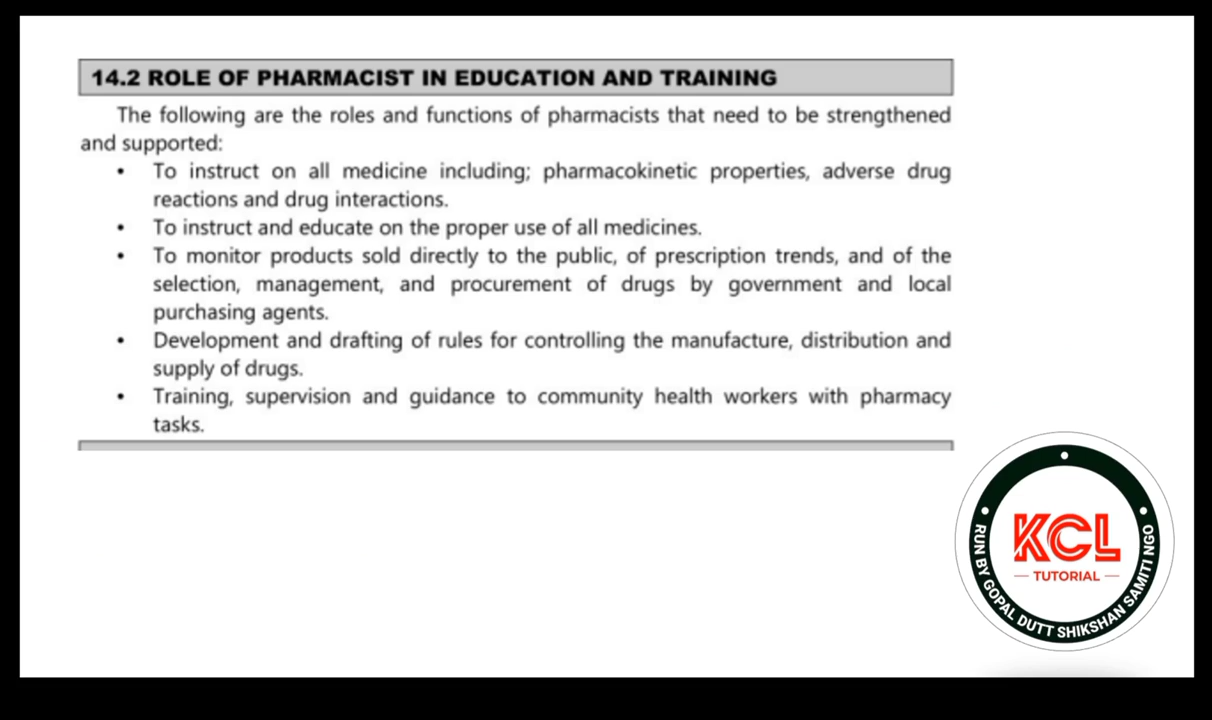 14.2 ROLE OF PHARMACIST IN EDUCATION AND TRAINING
The following are the roles and functions of pharmacists that need to be strengthened
and supported:
• To instruct on all medicine including; pharmacokinetic properties, adverse drug
reactions and drug interactions.
• To instruct and educate on the proper use of all medicines.
• To monitor products sold directly to the public, of prescription trends, and of the
selection, management, and procurement of drugs by government and local
purchasing agents.
• Development and drafting of rules for controlling the manufacture, distribution and
supply of drugs.
• Training, supervision and guidance to community health workers with pharmacy
tasks.
KCL
TUTORIAL
RUN BY GOPAL DUTT SHIKSHAN SAMITI NGO